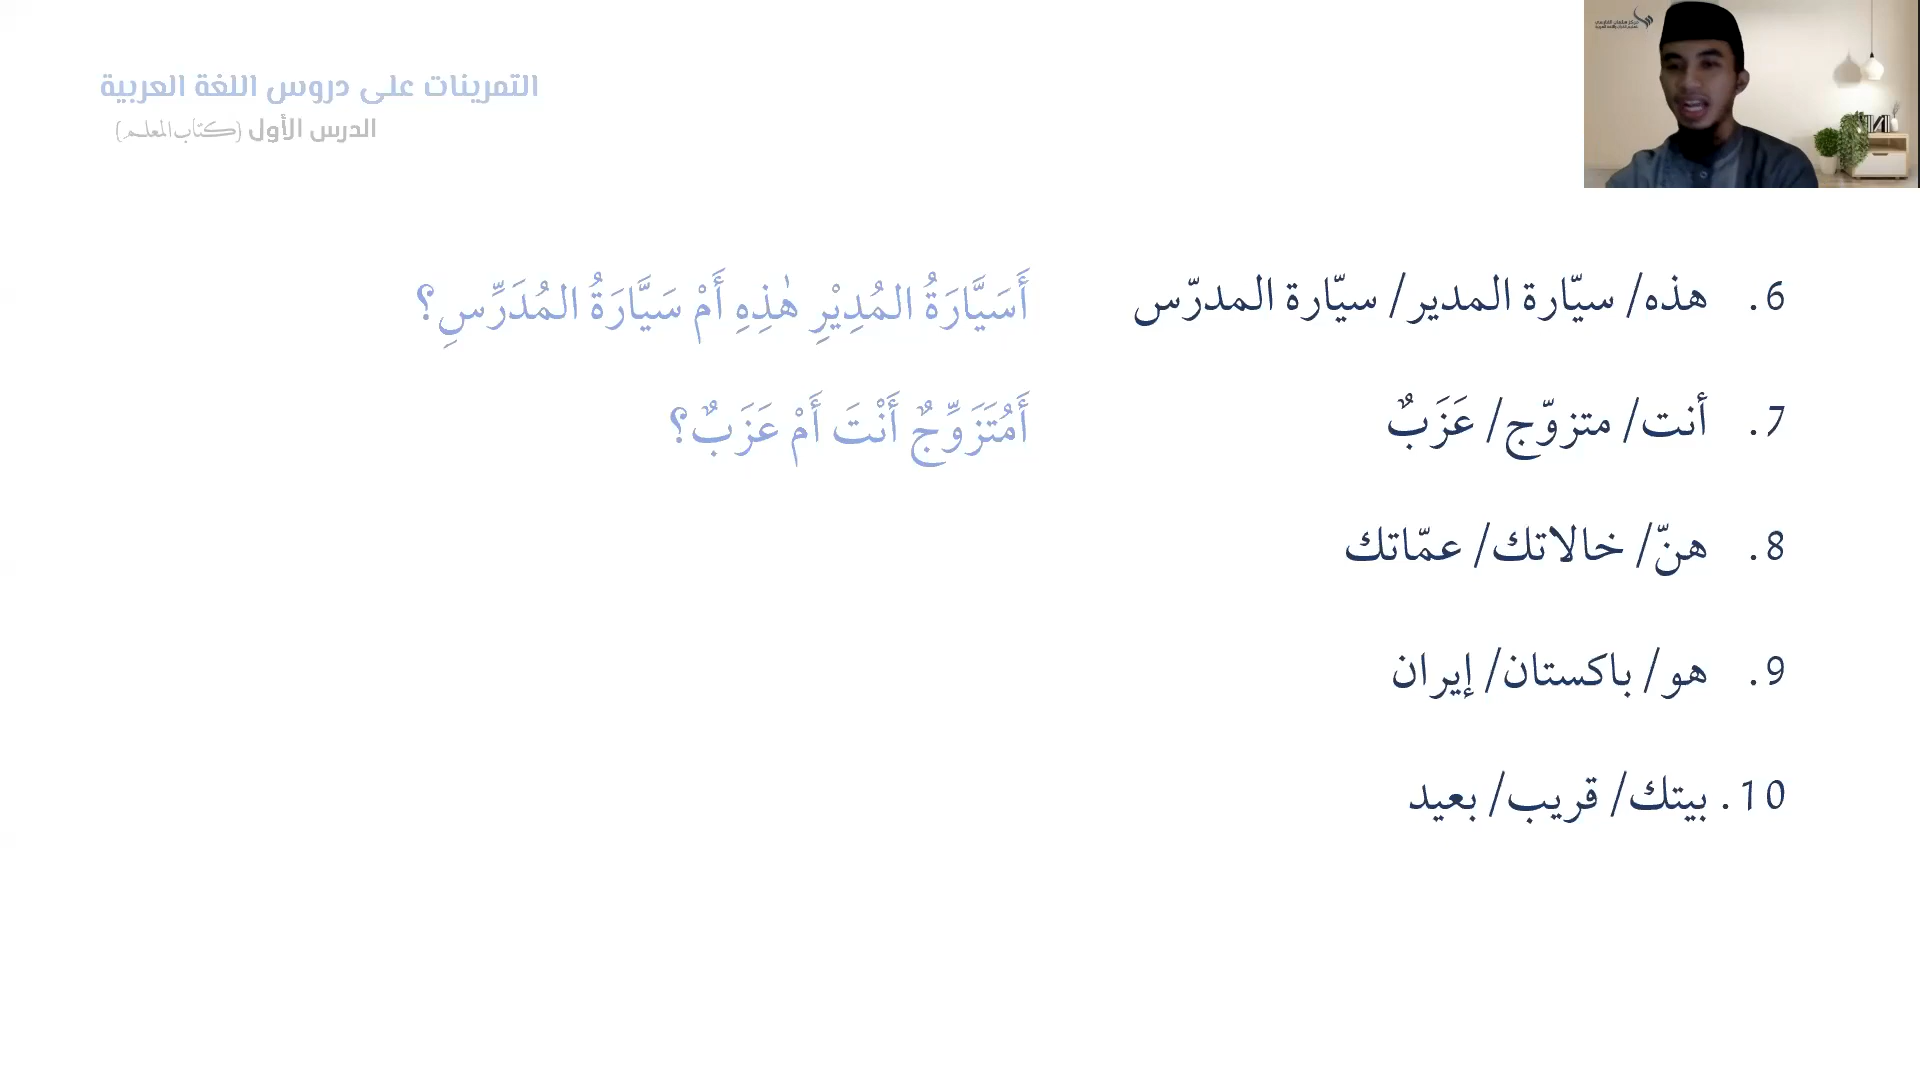 التمرينات على دروس اللغة العربية
الدرس الأول (كتاب المعلم)
6. هذه/ سيّارة المدير/ سيّارة المدرّس
أَسَيَّارَةُ المُدِيْرِ هٰذِهِ أَمْ سَيَّارَةُ المُدَرِّسِ؟
7. أنت/ متزوّج/ عَزَبٌ
أَمُتَزَوِّجٌ أَنْتَ أَمْ عَزَبٌ؟
8. هنّ/ خالاتك/ عمّاتك
9. هو/ باكستان/ إيران
10. بيتك/ قريب/ بعيد